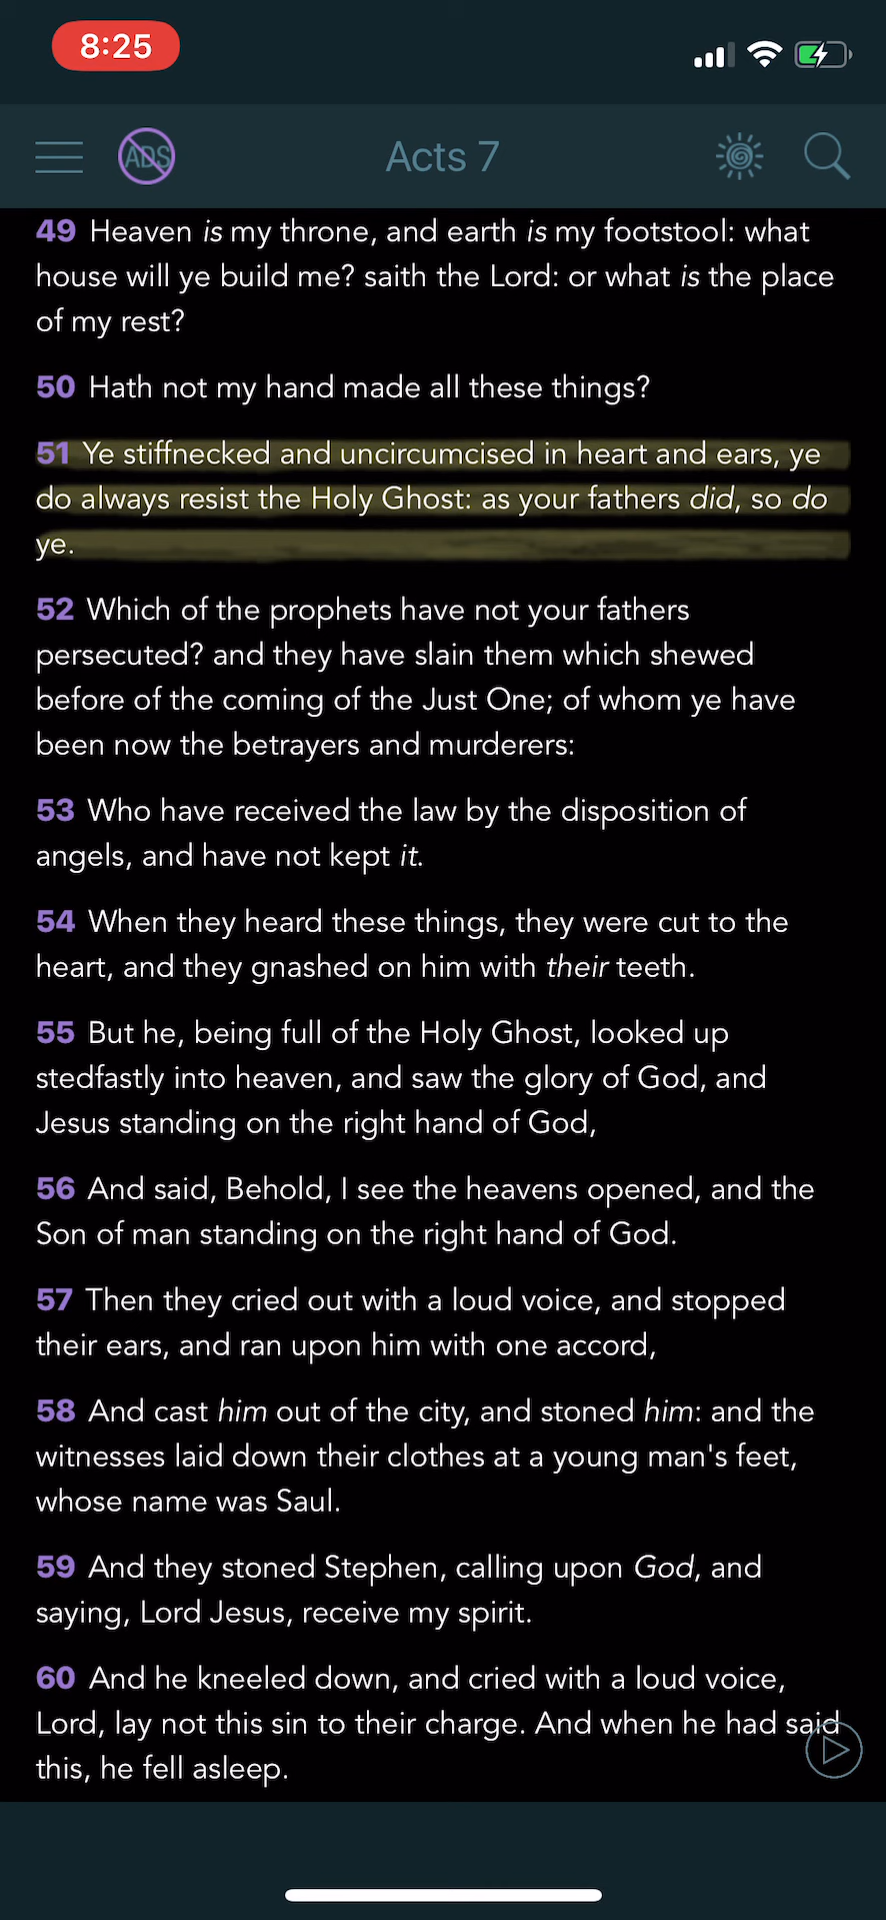 8:25
ADS
Acts 7
49 Heaven is my throne, and earth is my footstool: what
house will ye build me? saith the Lord: or what is the place
of my rest?
50 Hath not my hand made all these things?
51 Ye stiffnecked and uncircumcised in heart and ears, ye
do always resist the Holy Ghost: as your fathers did, so do
ye.
52 Which of the prophets have not your fathers
persecuted? and they have slain them which shewed
before of the coming of the Just One; of whom ye have
been now the betrayers and murderers:
53 Who have received the law by the disposition of
angels, and have not kept it.
54 When they heard these things, they were cut to the
heart, and they gnashed on him with their teeth.
55 But he, being full of the Holy Ghost, looked up
stedfastly into heaven, and saw the glory of God, and
Jesus standing on the right hand of God,
56 And said, Behold, I see the heavens opened, and the
Son of man standing on the right hand of God.
57 Then they cried out with a loud voice, and stopped
their ears, and ran upon him with one accord,
58 And cast him out of the city, and stoned him: and the
witnesses laid down their clothes at a young man's feet,
whose name was Saul.
59 And they stoned Stephen, calling upon God, and
saying, Lord Jesus, receive my spirit.
60 And he kneeled down, and cried with a loud voice,
Lord, lay not this sin to their charge. And when he had said
this, he fell asleep.